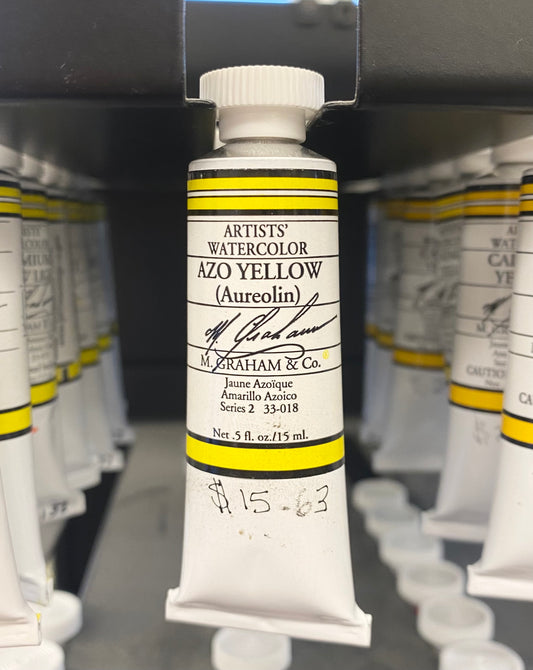 ARTISTS'
WATERCOLOR
AZO YELLOW
(Aureolin)
M. Graham
M. GRAHAM & Co.®
Jaune Azoïque
Amarillo Azoico
Series 2 33-018
Net .5 fl. oz./15 ml.
$15.63